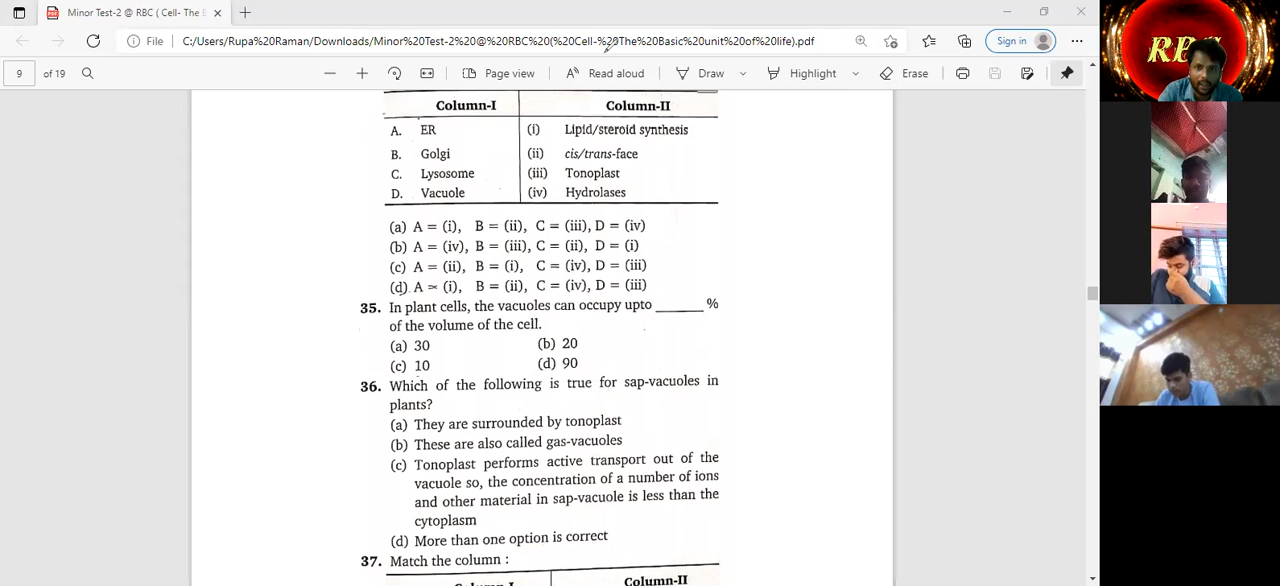 Minor Test-2 @ RBC ( Cell- The B
File C:/Users/Rupa%20Raman/Downloads/Minor%20Test-2%20@%20RBC%20(%20Cell-%20The%20Basic%20unit%20of%20life).pdf Sign in
9 of 19 Page view Read aloud Draw Highlight Erase
RBC
Column-I Column-II
A. ER (i) Lipid/steroid synthesis
B. Golgi (ii) cis/trans-face
C. Lysosome (iii) Tonoplast
D. Vacuole (iv) Hydrolases
(a) A = (i), B = (ii), C = (iii), D = (iv)
(b) A = (iv), B = (iii), C = (ii), D = (i)
(c) A = (ii), B = (i), C = (iv), D = (iii)
(d) A = (i), B = (ii), C = (iv), D = (iii)
35. In plant cells, the vacuoles can occupy upto ______ %
of the volume of the cell.
(a) 30 (b) 20
(c) 10 (d) 90
36. Which of the following is true for sap-vacuoles in
plants?
(a) They are surrounded by tonoplast
(b) These are also called gas-vacuoles
(c) Tonoplast performs active transport out of the
vacuole so, the concentration of a number of ions
and other material in sap-vacuole is less than the
cytoplasm
(d) More than one option is correct
37. Match the column :
Column-I Column-II